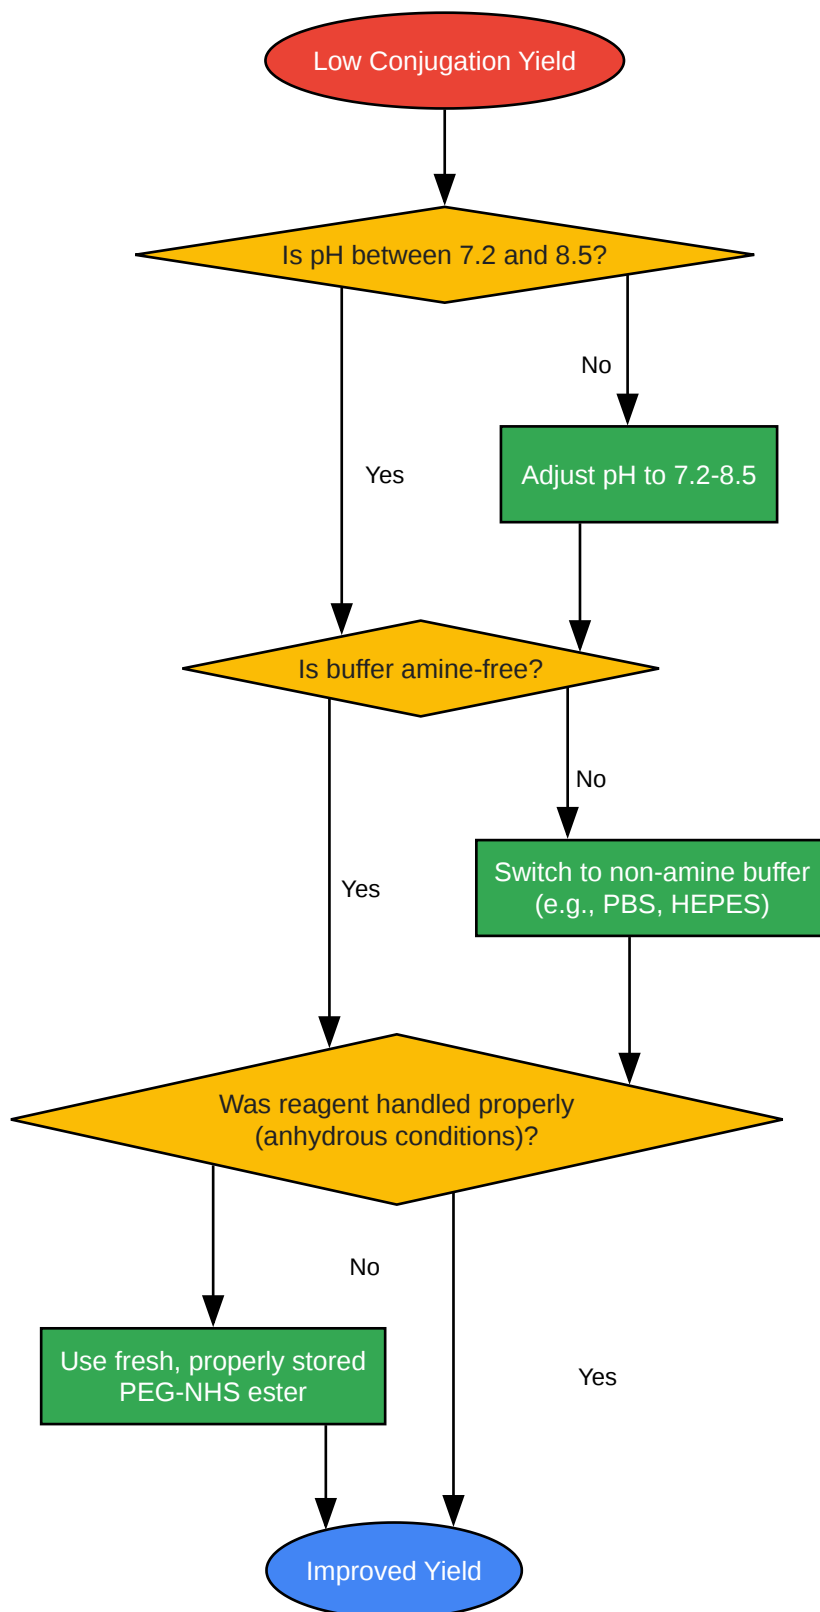 Low Conjugation Yield
Is pH between 7.2 and 8.5?
No
Yes
Adjust pH to 7.2-8.5
Is buffer amine-free?
No
Yes
Switch to non-amine buffer
(e.g., PBS, HEPES)
Was reagent handled properly
(anhydrous conditions)?
No
Use fresh, properly stored
PEG-NHS ester
Yes
Improved Yield